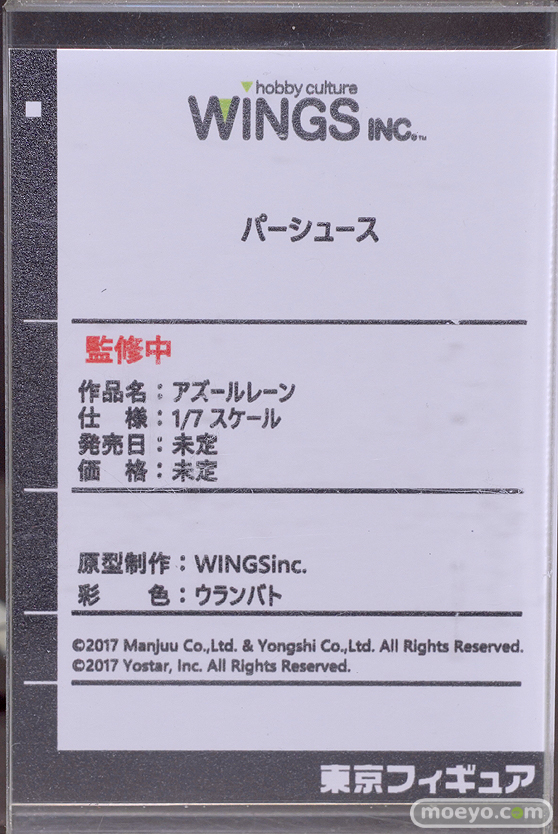 hobby culture
WINGS INC.™
パーシュース
監修中
作品名：アズールレーン
仕　様：1/7 スケール
発売日：未定
価　格：未定
原型制作：WINGSinc.
彩　　色：ウランバト
©2017 Manjuu Co.,Ltd. & Yongshi Co.,Ltd. All Rights Reserved.
©2017 Yostar, Inc. All Rights Reserved.
東京フィギュア
moeyo.com